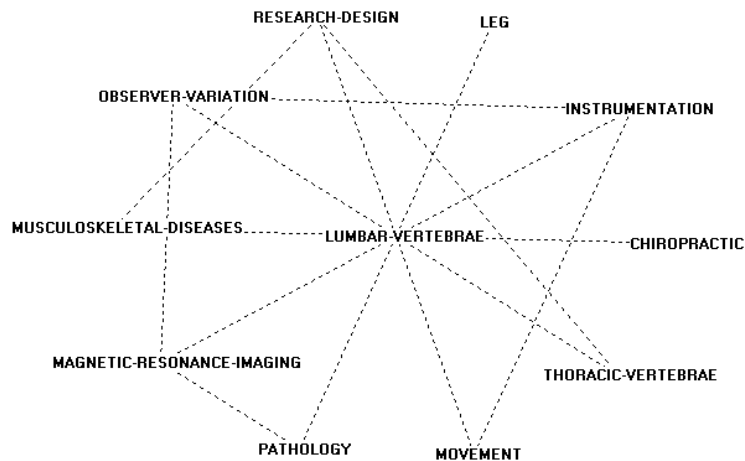 RESEARCH-DESIGN
LEG
OBSERVER-VARIATION
INSTRUMENTATION
MUSCULOSKELETAL-DISEASES
LUMBAR-VERTEBRAE
CHIROPRACTIC
MAGNETIC-RESONANCE-IMAGING
THORACIC-VERTEBRAE
PATHOLOGY
MOVEMENT